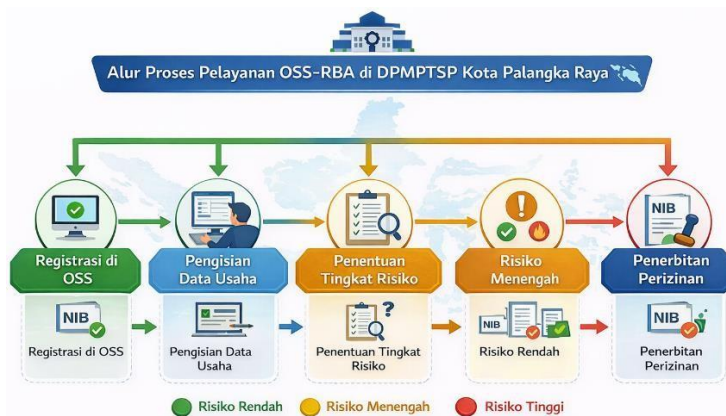 Alur Proses Pelayanan OSS-RBA di DPMPTSP Kota Palangka Raya
NIB
Registrasi di
OSS
Pengisian
Data Usaha
Penentuan
Tingkat Risiko
Risiko
Menengah
Penerbitan
Perizinan
NIB
NIB
NIB
Registrasi di OSS
Pengisian Data
Usaha
Penentuan Tingkat
Risiko
Risiko Rendah
Penerbitan
Perizinan
Risiko Rendah
Risiko Menengah
Risiko Tinggi